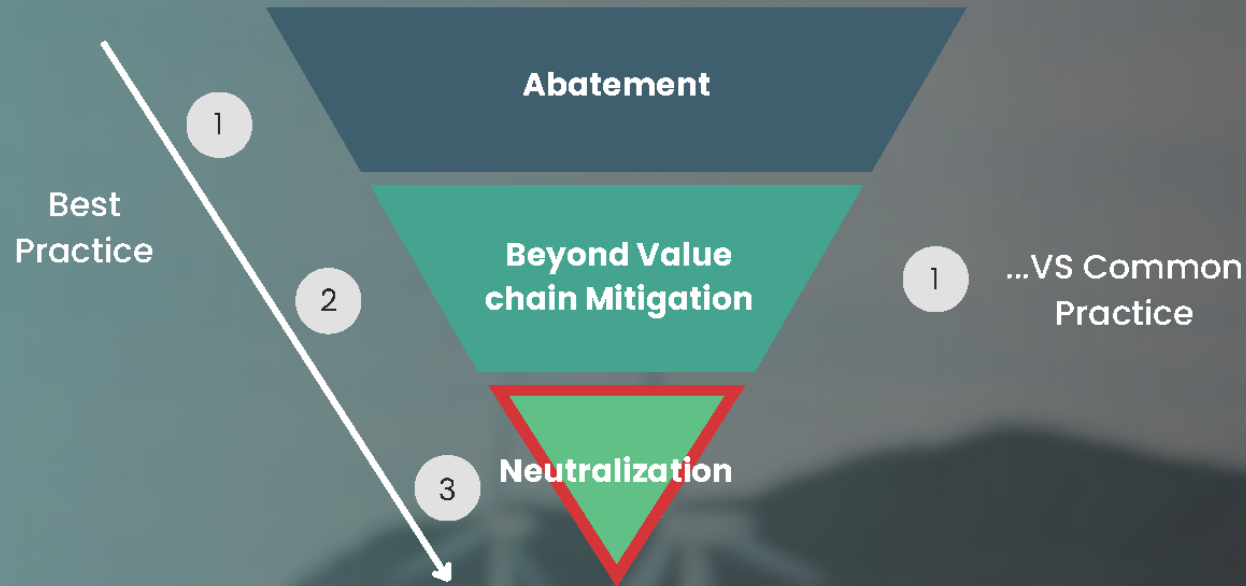 Abatement
1
Best
Practice
Beyond Value
chain Mitigation
2
1
...VS Common
Practice
Neutralization
3